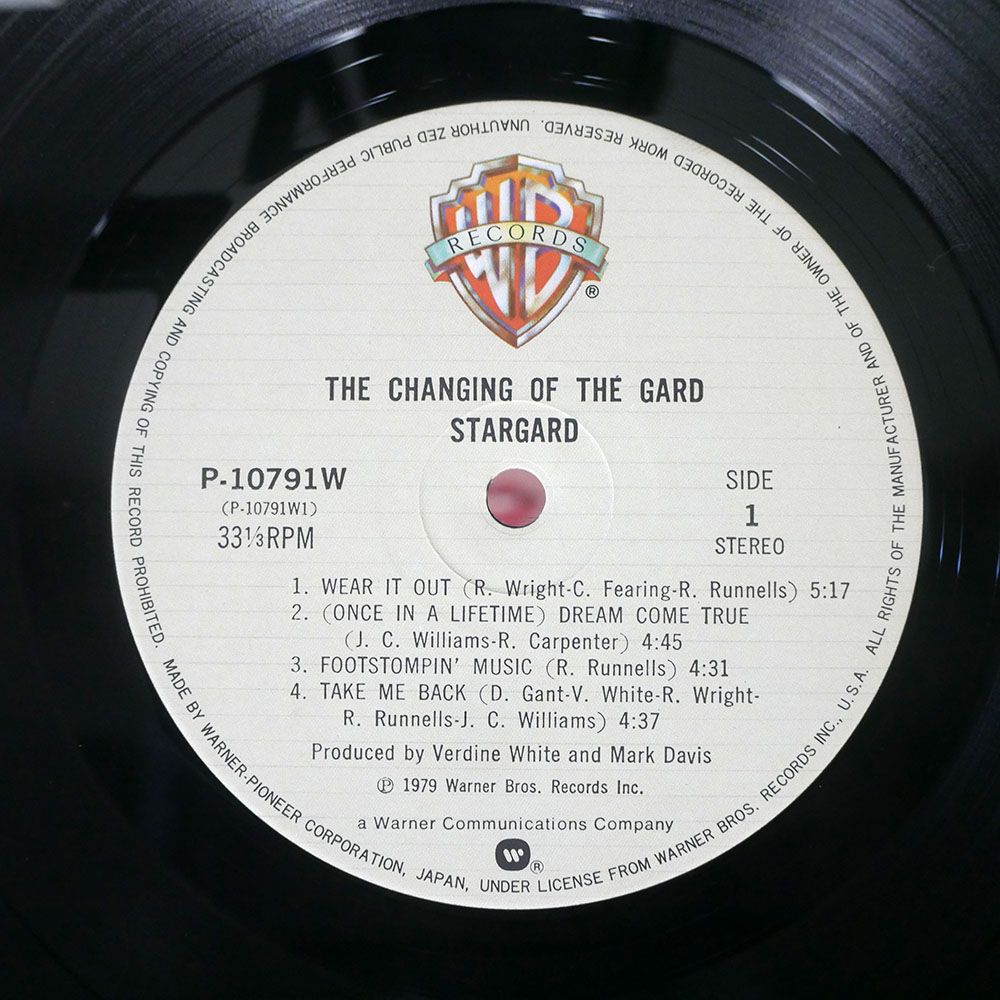 WB
RECORDS
®
THE CHANGING OF THE GARD
STARGARD
P-10791W
(P-10791W1)
33⅓RPM
SIDE
1
STEREO
1. WEAR IT OUT (R. Wright-C. Fearing-R. Runnells) 5:17
2. (ONCE IN A LIFETIME) DREAM COME TRUE
(J. C. Williams-R. Carpenter) 4:45
3. FOOTSTOMPIN' MUSIC (R. Runnells) 4:31
4. TAKE ME BACK (D. Gant-V. White-R. Wright-
R. Runnells-J. C. Williams) 4:37
Produced by Verdine White and Mark Davis
Ⓟ 1979 Warner Bros. Records Inc.
a Warner Communications Company
®
MADE BY WARNER-PIONEER CORPORATION, JAPAN, UNDER LICENSE FROM WARNER BROS. RECORDS INC., U.S.A. ALL RIGHTS OF THE MANUFACTURER AND OF THE OWNER OF THE RECORDED WORK RESERVED. UNAUTHOR ZED PUBLIC PERFORMANCE BROADCASTING AND COPYING OF THIS RECORD PROHIBITED.